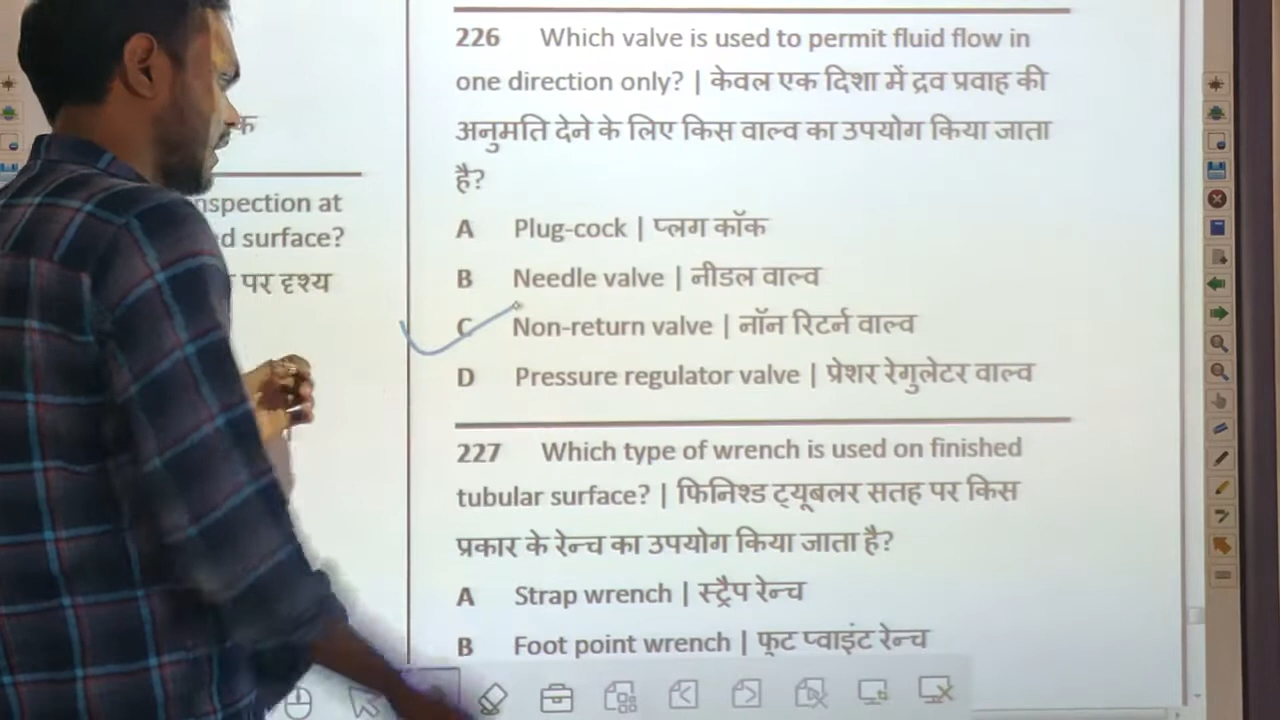 क
nspection at
d surface?
पर दृश्य
226 Which valve is used to permit fluid flow in
one direction only? | केवल एक दिशा में द्रव प्रवाह की
अनुमति देने के लिए किस वाल्व का उपयोग किया जाता
है?
A Plug-cock | प्लग कॉक
B Needle valve | नीडल वाल्व
C Non-return valve | नॉन रिटर्न वाल्व
D Pressure regulator valve | प्रेशर रेगुलेटर वाल्व
227 Which type of wrench is used on finished
tubular surface? | फिनिश्ड ट्यूबलर सतह पर किस
प्रकार के रेन्च का उपयोग किया जाता है?
A Strap wrench | स्ट्रैप रेन्च
B Foot point wrench | फूट प्वाइंट रेन्च